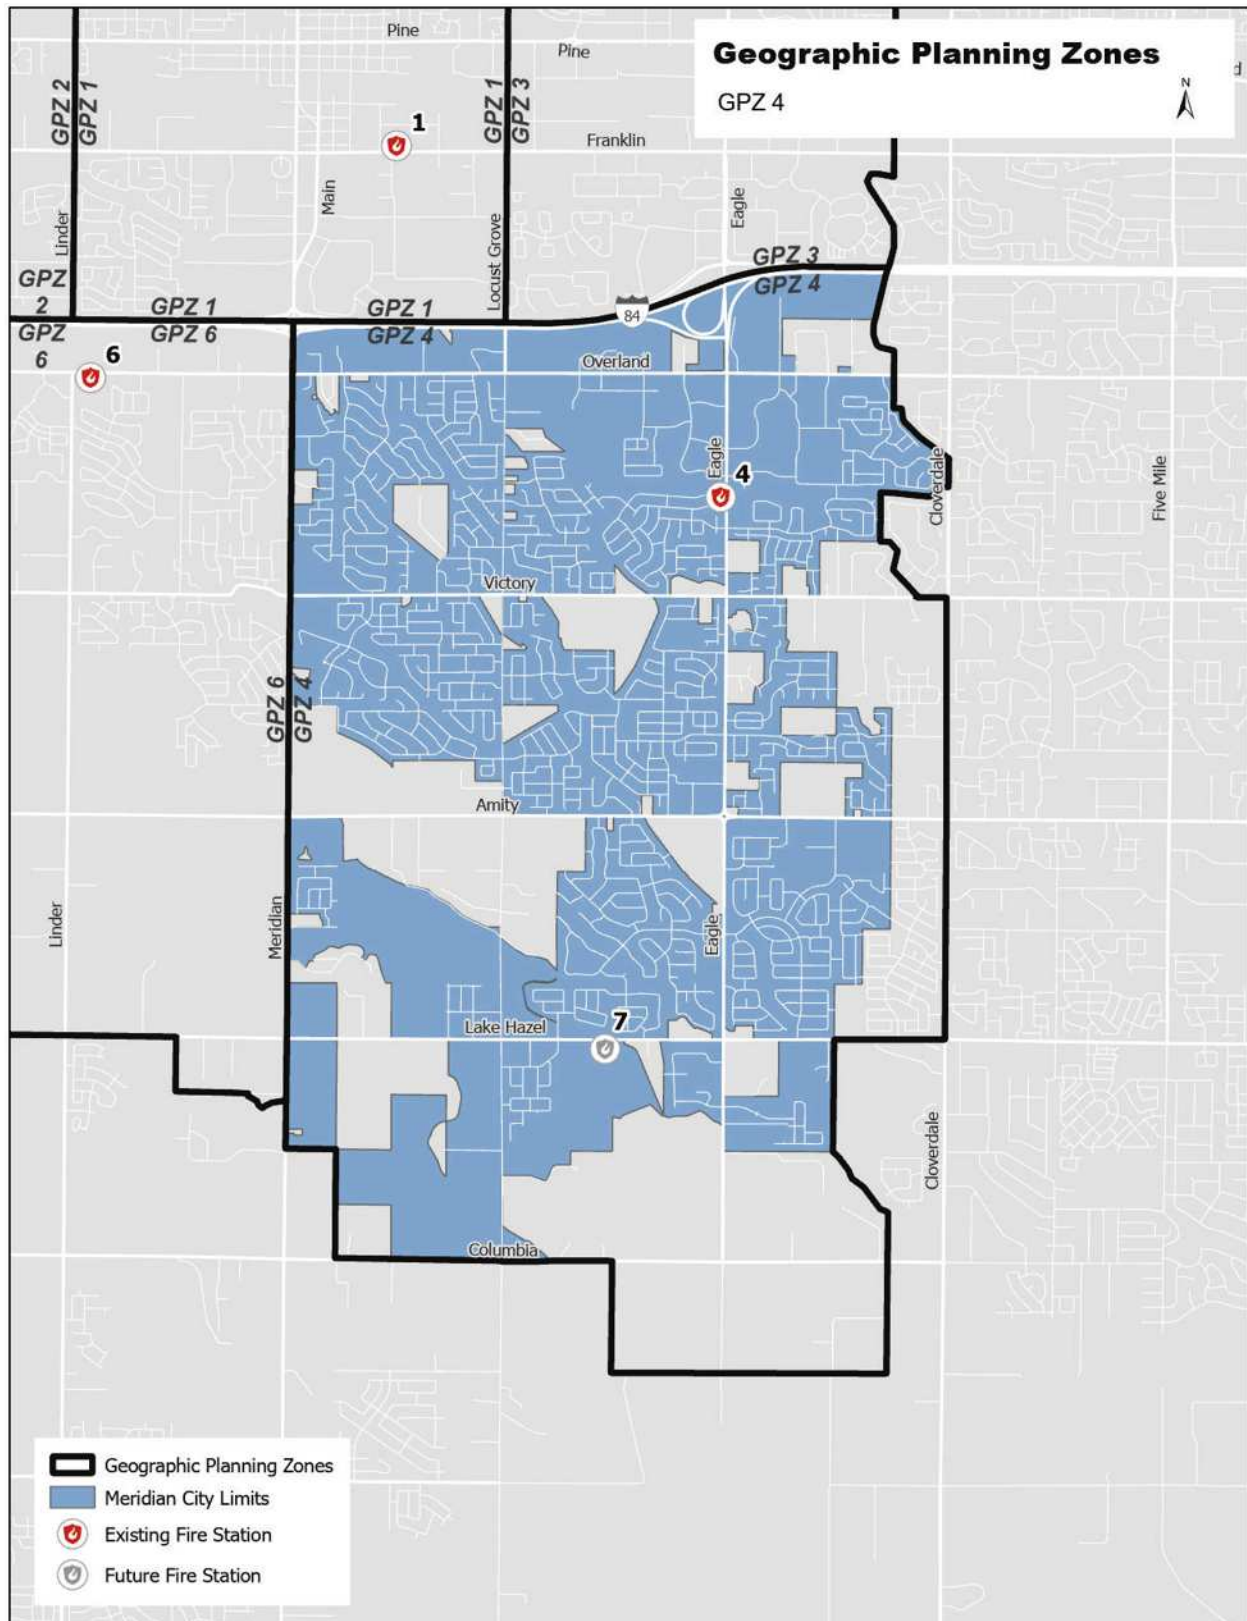 Geographic Planning Zones
GPZ 4
N
d
Pine
Pine
GPZ 2
GPZ 1
GPZ 1
GPZ 3
1
Franklin
Main
Linder
Locust Grove
Eagle
GPZ 3
GPZ 4
GPZ
2
GPZ 1
GPZ 1
84
GPZ
6
GPZ 6
GPZ 4
6
Overland
Eagle
4
Cloverdale
Five Mile
Victory
GPZ 6
GPZ 4
Amity
Linder
Meridian
Eagle
Lake Hazel
7
Cloverdale
Columbia
Geographic Planning Zones
Meridian City Limits
Existing Fire Station
Future Fire Station